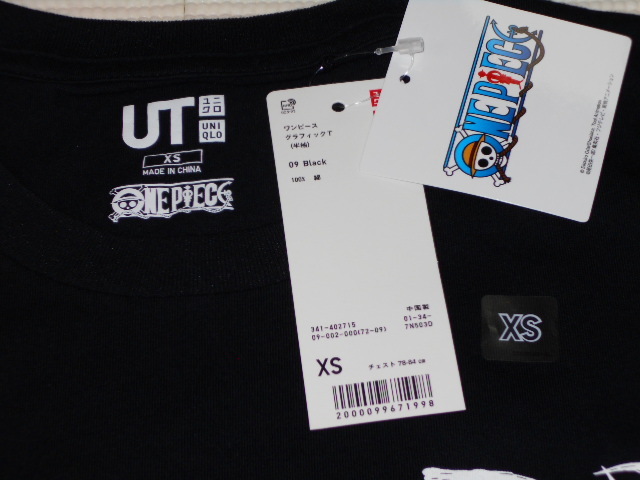 UT
ユニ
クロ
UNI
QLO
XS
MADE IN CHINA
ONE PIECE
ワンピース
グラフィックT
(半袖)
09 Black
100% 綿
中国製
341-402715
01-34-
09-002-000(72-09)
7N503D
XS
チェスト 78-84 cm
2000099671998
ONE PIECE
XS